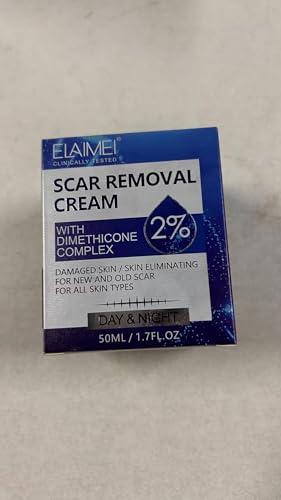 ELAIMEI®
CLINICALLY TESTED
SCAR REMOVAL
CREAM
WITH
DIMETHICONE
COMPLEX
2%
DAMAGED SKIN / SKIN ELIMINATING
FOR NEW AND OLD SCAR
FOR ALL SKIN TYPES
DAY & NIGHT
50ML / 1.7FL.OZ